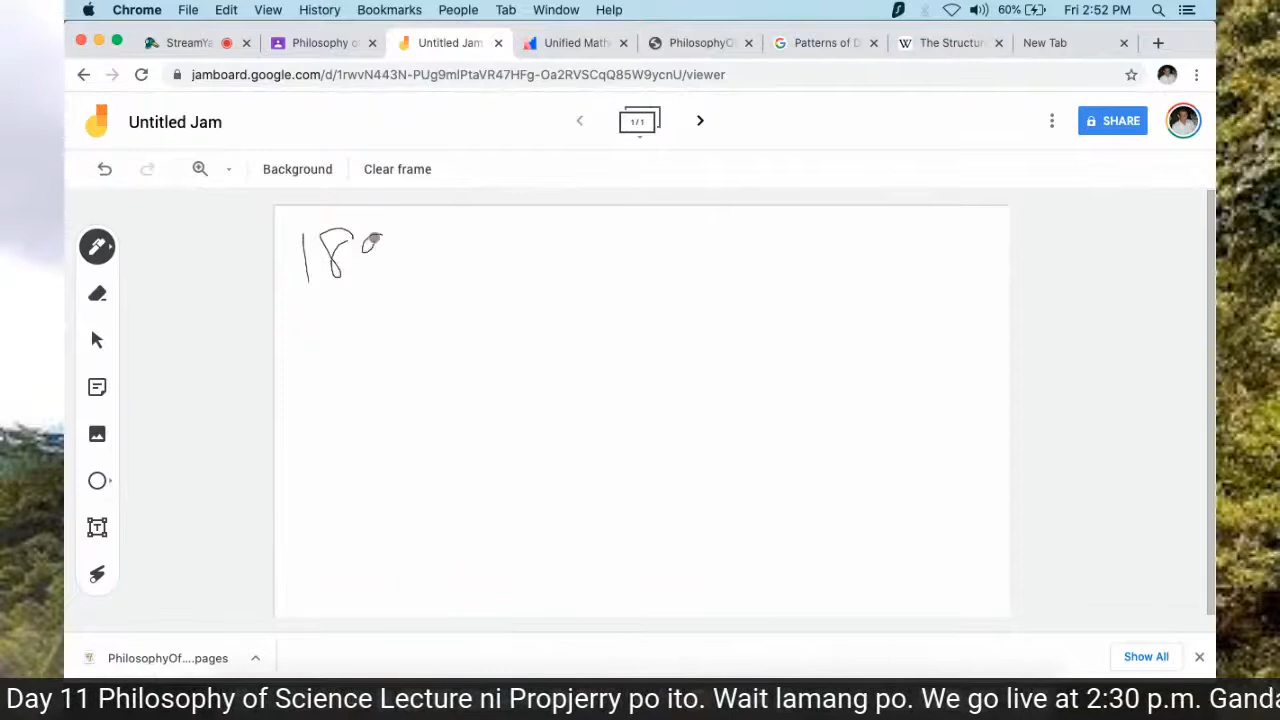 Chrome File Edit View History Bookmarks People Tab Window Help 60% Fri 2:52 PM
StreamYa Philosophy of Untitled Jam Unified Math PhilosophyO Patterns of D The Structur New Tab
jamboard.google.com/d/1rwvN443N-PUg9mlPtaVR47HFg-Oa2RVSCqQ85W9ycnU/viewer
Untitled Jam 1/1 SHARE
Background Clear frame
18
PhilosophyOf....pages Show All
Day 11 Philosophy of Science Lecture ni Propjerry po ito. Wait lamang po. We go live at 2:30 p.m. Ganda